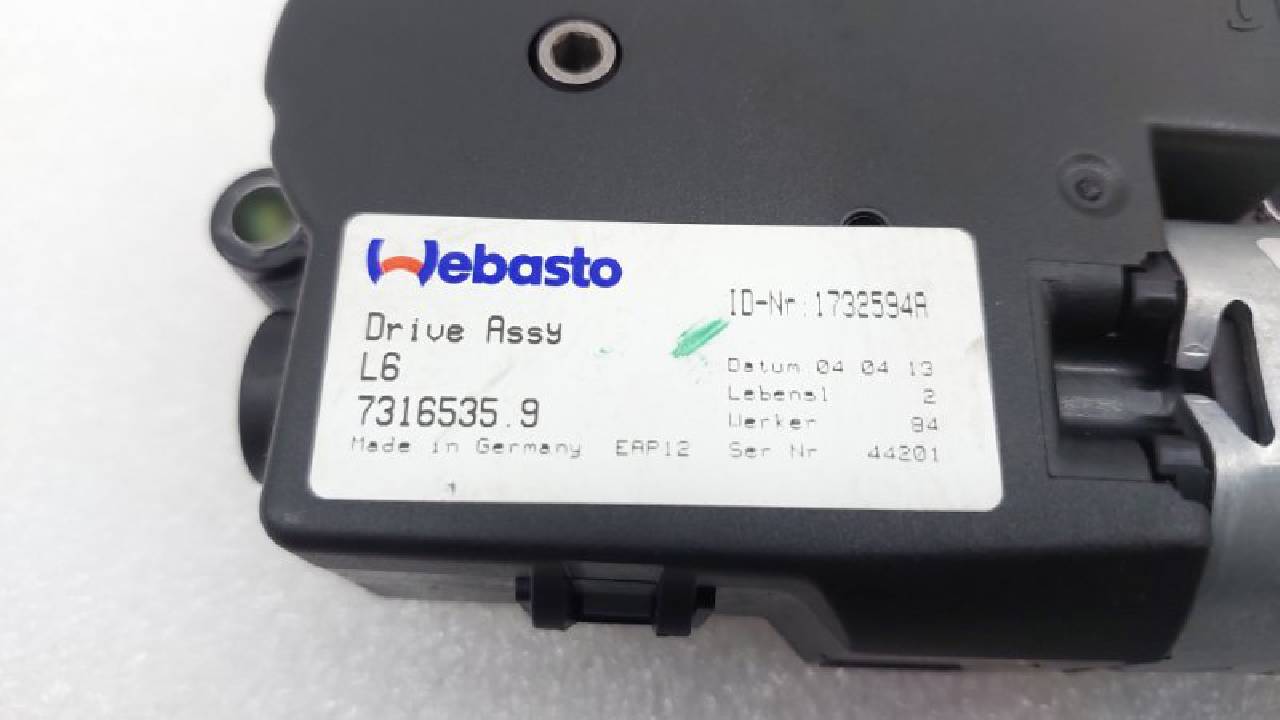 Webasto
Drive Assy
L6
7316535.9
Made in Germany EAP12
ID-Nr:1732594A
Datum 04 04 13
Lebensl 2
Werker 84
Ser Nr 44201